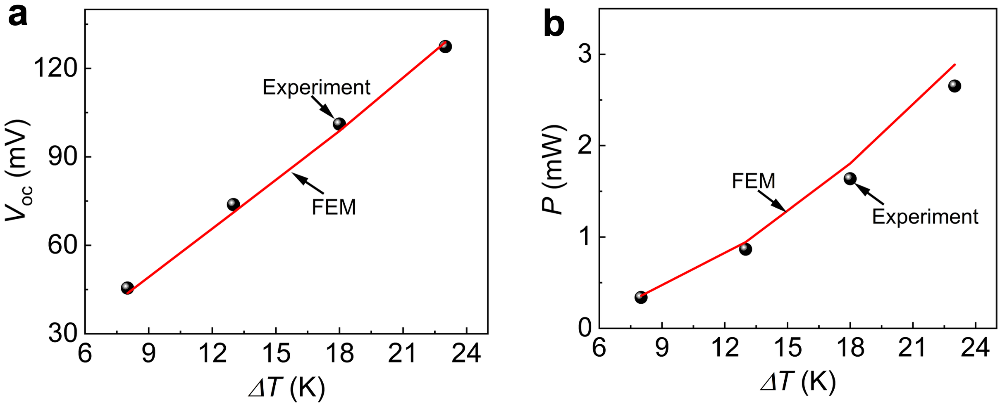 a
120
90
60
30
V_oc (mV)
Experiment
FEM
6 9 12 15 18 21 24
ΔT (K)
b
3
2
1
0
P (mW)
FEM
Experiment
6 9 12 15 18 21 24
ΔT (K)